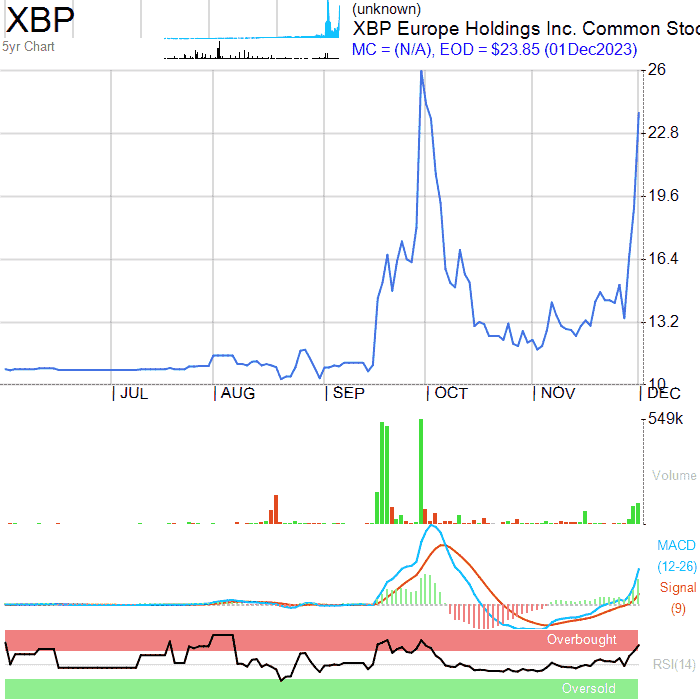 XBP
5yr Chart
(unknown)
XBP Europe Holdings Inc. Common Stoc
MC = (N/A), EOD = $23.85 (01Dec2023)
26
22.8
19.6
16.4
13.2
10
JUL AUG SEP OCT NOV DEC
549k
Volume
MACD
(12-26)
Signal
(9)
Overbought
RSI(14)
Oversold